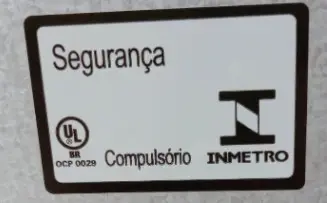 Segurança
UL
BR
OCP 0029
Compulsório
INMETRO